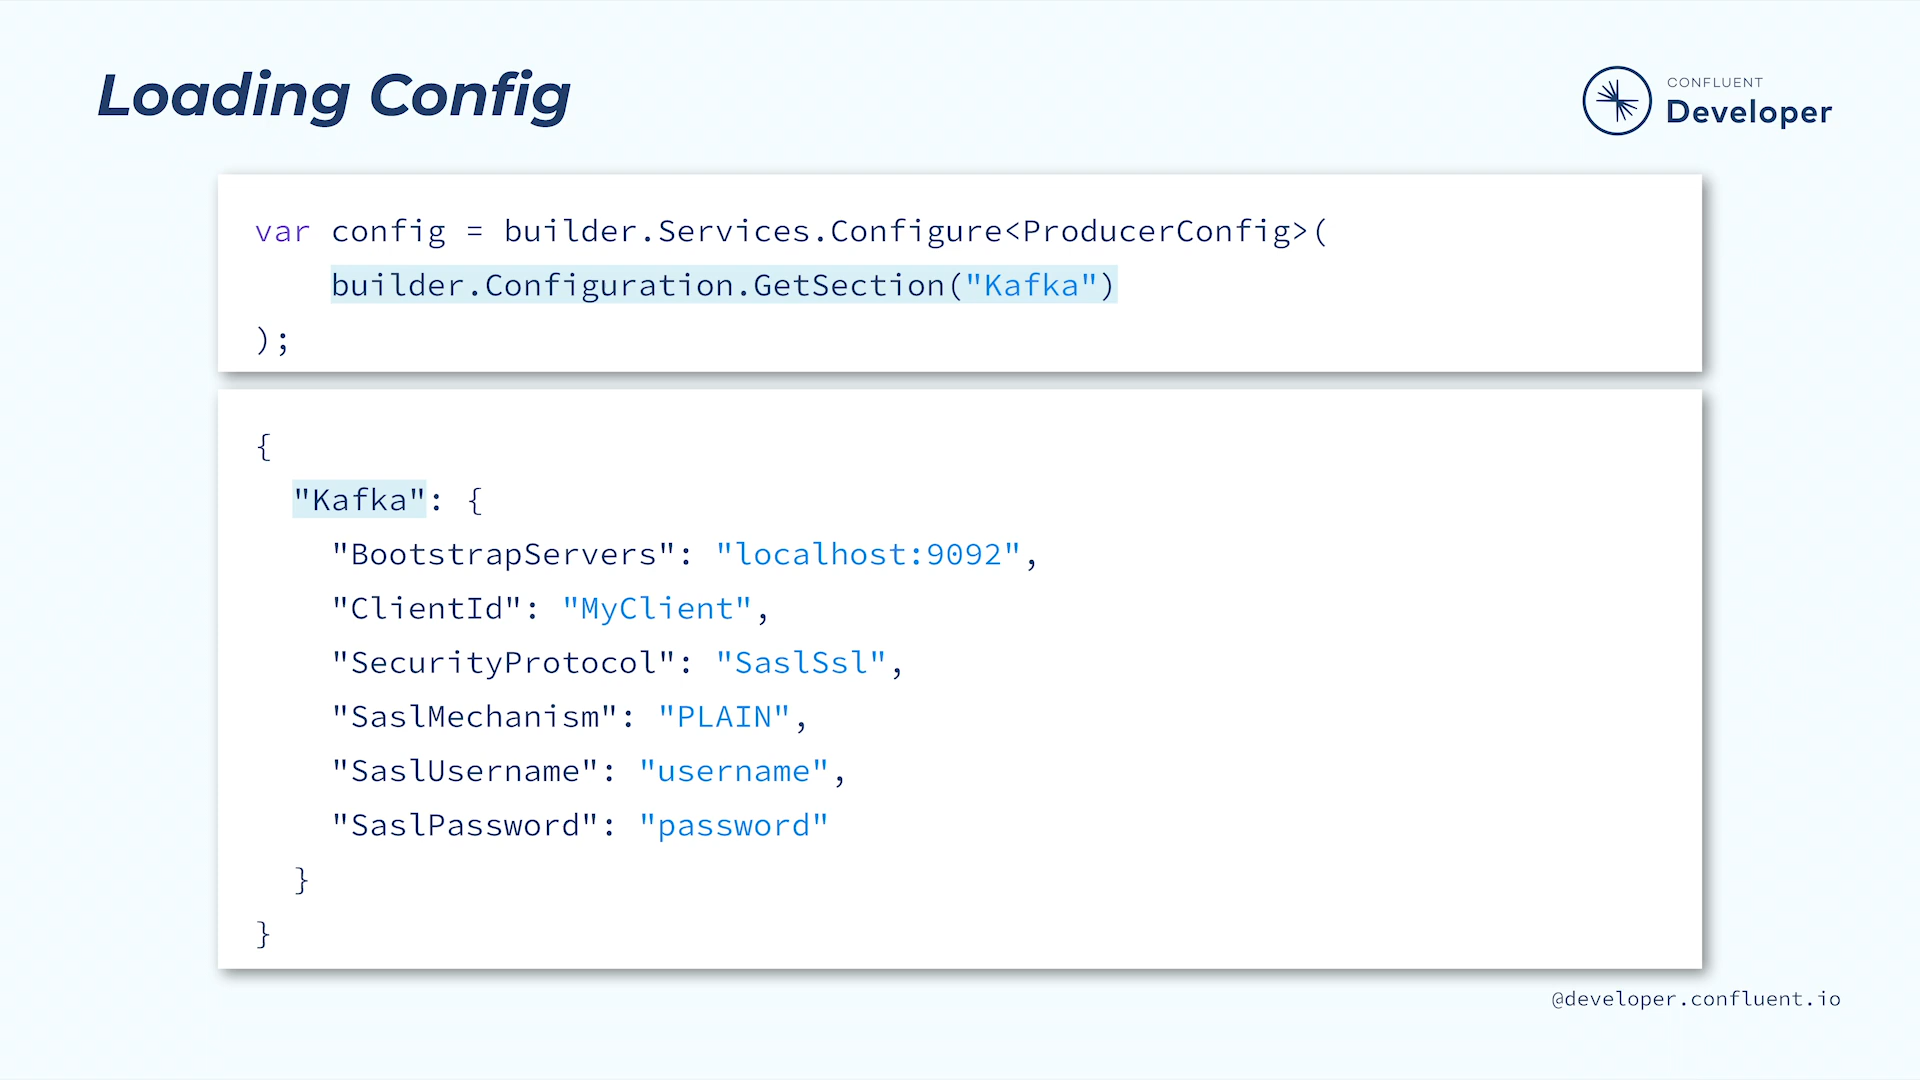 Loading Config
CONFLUENT
Developer
var config = builder.Services.Configure<ProducerConfig>(
    builder.Configuration.GetSection("Kafka")
);
{
  "Kafka": {
    "BootstrapServers": "localhost:9092",
    "ClientId": "MyClient",
    "SecurityProtocol": "SaslSsl",
    "SaslMechanism": "PLAIN",
    "SaslUsername": "username",
    "SaslPassword": "password"
  }
}
@developer.confluent.io